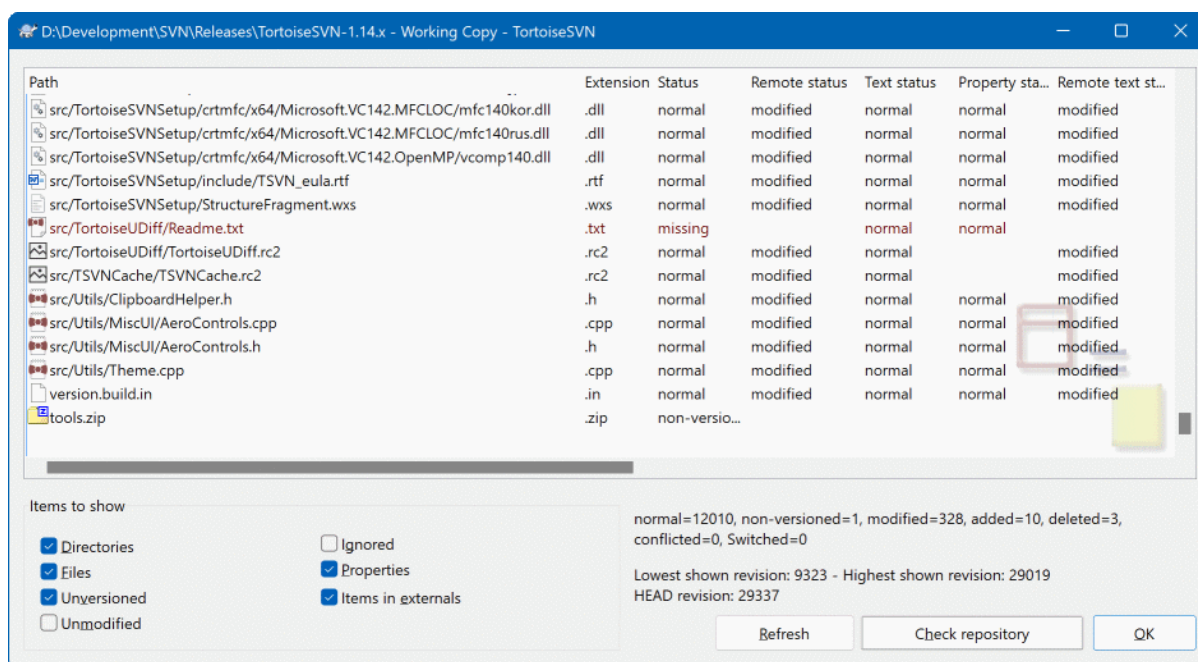 D:\Development\SVN\Releases\TortoiseSVN-1.14.x - Working Copy - TortoiseSVN
Path Extension Status Remote status Text status Property sta... Remote text st...
src/TortoiseSVNSetup/crtmfc/x64/Microsoft.VC142.MFCLOC/mfc140kor.dll .dll normal modified normal normal modified
src/TortoiseSVNSetup/crtmfc/x64/Microsoft.VC142.MFCLOC/mfc140rus.dll .dll normal modified normal normal modified
src/TortoiseSVNSetup/crtmfc/x64/Microsoft.VC142.OpenMP/vcomp140.dll .dll normal modified normal normal modified
src/TortoiseSVNSetup/include/TSVN_eula.rtf .rtf normal modified normal normal modified
src/TortoiseSVNSetup/StructureFragment.wxs .wxs normal modified normal normal modified
src/TortoiseUDiff/Readme.txt .txt missing normal normal
src/TortoiseUDiff/TortoiseUDiff.rc2 .rc2 normal modified normal modified
src/TSVNCache/TSVNCache.rc2 .rc2 normal modified normal modified
src/Utils/ClipboardHelper.h .h normal modified normal normal modified
src/Utils/MiscUI/AeroControls.cpp .cpp normal modified normal normal modified
src/Utils/MiscUI/AeroControls.h .h normal modified normal normal modified
src/Utils/Theme.cpp .cpp normal modified normal normal modified
version.build.in .in normal modified normal normal modified
tools.zip .zip non-versio...
Items to show
Directories
Files
Unversioned
Unmodified
Ignored
Properties
Items in externals
normal=12010, non-versioned=1, modified=328, added=10, deleted=3,
conflicted=0, Switched=0
Lowest shown revision: 9323 - Highest shown revision: 29019
HEAD revision: 29337
Refresh Check repository OK